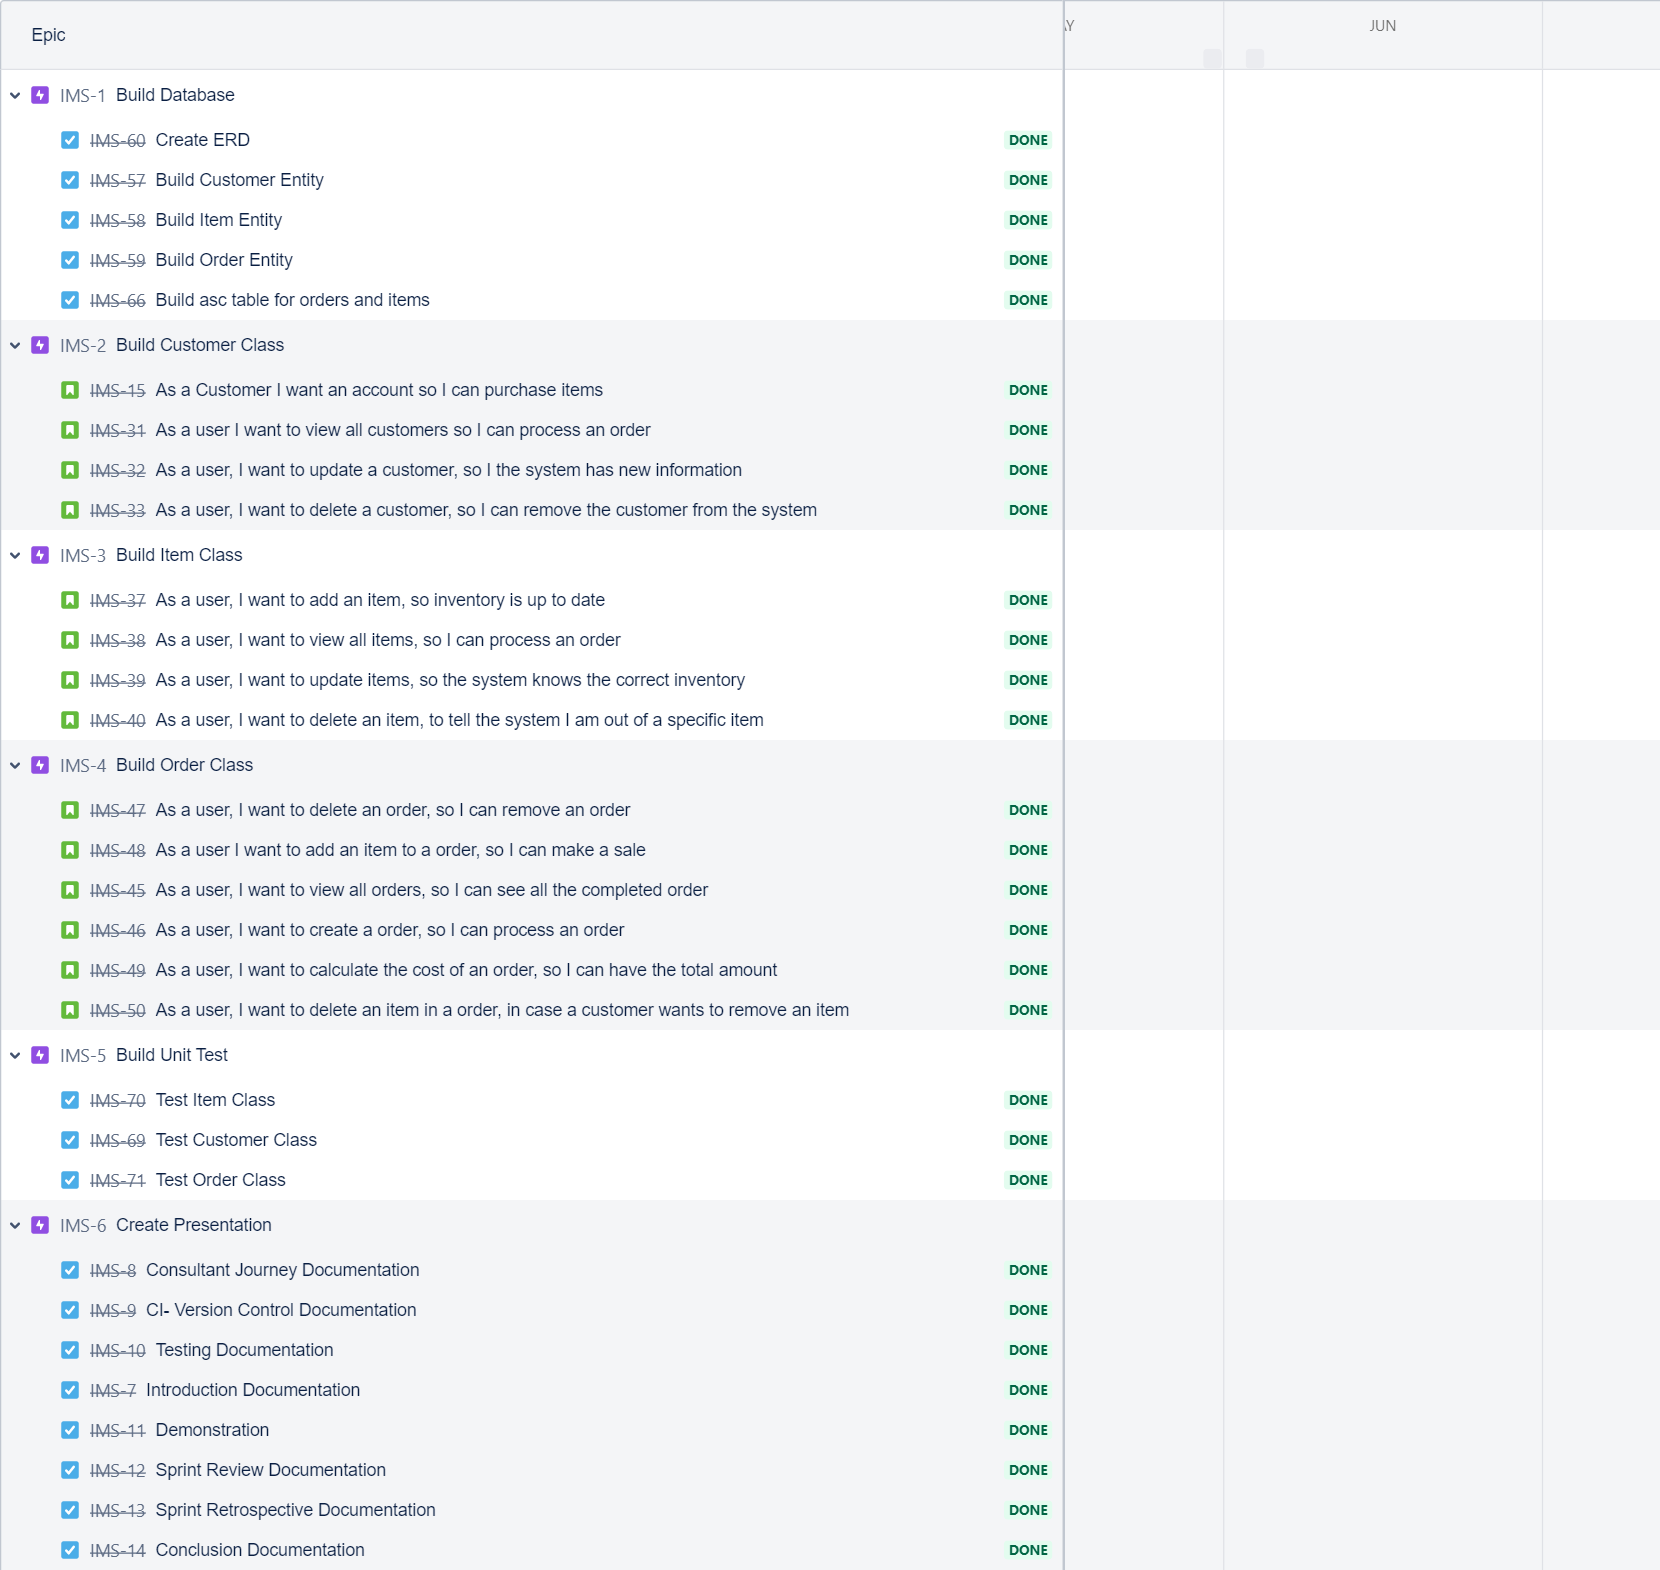 Epic
AY
JUN
IMS-1 Build Database
IMS-60 Create ERD DONE
IMS-57 Build Customer Entity DONE
IMS-58 Build Item Entity DONE
IMS-59 Build Order Entity DONE
IMS-66 Build asc table for orders and items DONE
IMS-2 Build Customer Class
IMS-15 As a Customer I want an account so I can purchase items DONE
IMS-31 As a user I want to view all customers so I can process an order DONE
IMS-32 As a user, I want to update a customer, so I the system has new information DONE
IMS-33 As a user, I want to delete a customer, so I can remove the customer from the system DONE
IMS-3 Build Item Class
IMS-37 As a user, I want to add an item, so inventory is up to date DONE
IMS-38 As a user, I want to view all items, so I can process an order DONE
IMS-39 As a user, I want to update items, so the system knows the correct inventory DONE
IMS-40 As a user, I want to delete an item, to tell the system I am out of a specific item DONE
IMS-4 Build Order Class
IMS-47 As a user, I want to delete an order, so I can remove an order DONE
IMS-48 As a user I want to add an item to a order, so I can make a sale DONE
IMS-45 As a user, I want to view all orders, so I can see all the completed order DONE
IMS-46 As a user, I want to create a order, so I can process an order DONE
IMS-49 As a user, I want to calculate the cost of an order, so I can have the total amount DONE
IMS-50 As a user, I want to delete an item in a order, in case a customer wants to remove an item DONE
IMS-5 Build Unit Test
IMS-70 Test Item Class DONE
IMS-69 Test Customer Class DONE
IMS-71 Test Order Class DONE
IMS-6 Create Presentation
IMS-8 Consultant Journey Documentation DONE
IMS-9 CI- Version Control Documentation DONE
IMS-10 Testing Documentation DONE
IMS-7 Introduction Documentation DONE
IMS-11 Demonstration DONE
IMS-12 Sprint Review Documentation DONE
IMS-13 Sprint Retrospective Documentation DONE
IMS-14 Conclusion Documentation DONE